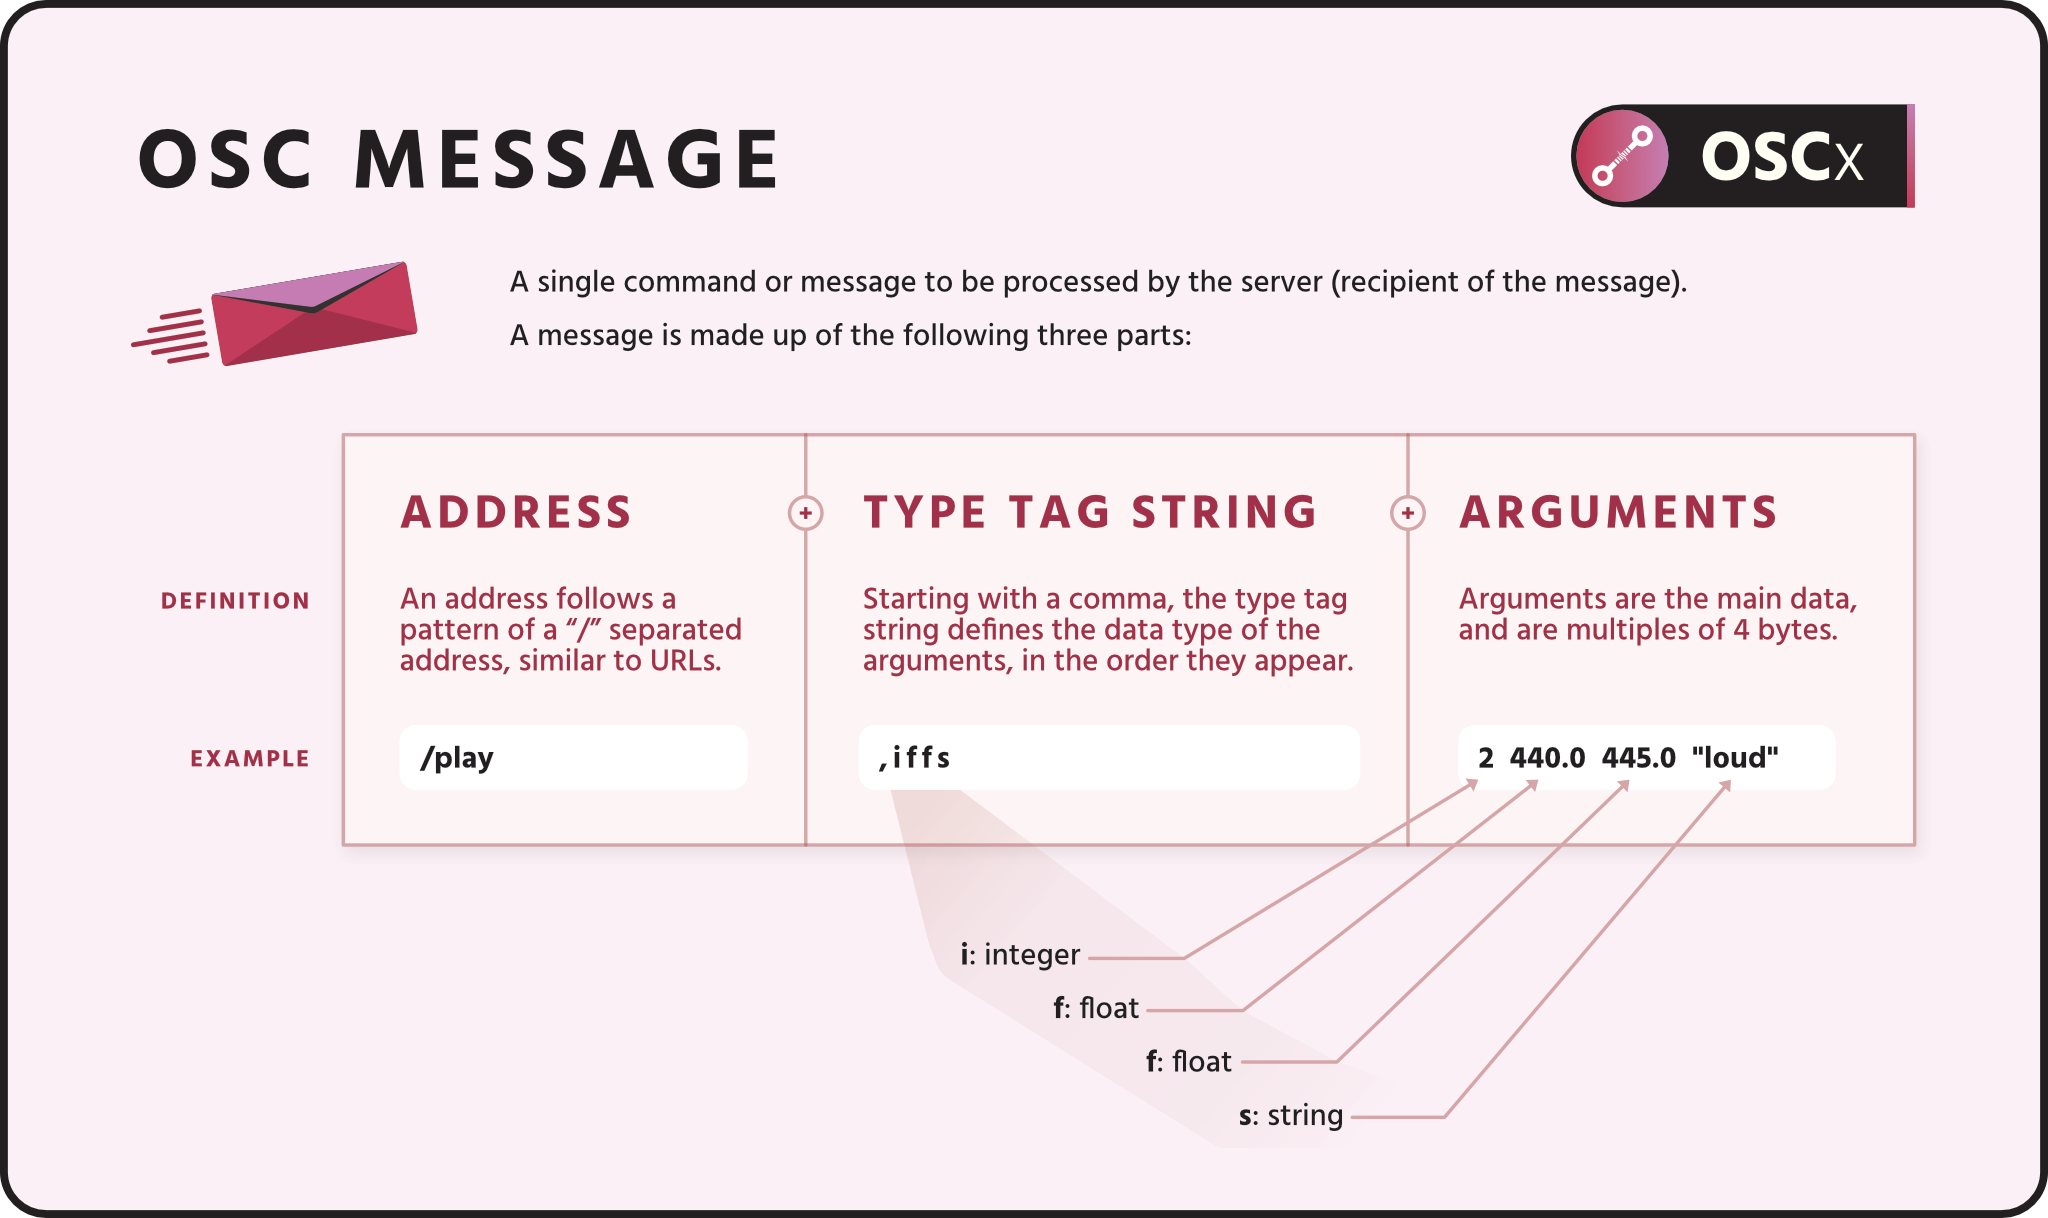 OSC MESSAGE
OSCX
A single command or message to be processed by the server (recipient of the message).
A message is made up of the following three parts:
ADDRESS
+
TYPE TAG STRING
+
ARGUMENTS
DEFINITION
An address follows a
pattern of a “/” separated
address, similar to URLs.
Starting with a comma, the type tag
string defines the data type of the
arguments, in the order they appear.
Arguments are the main data,
and are multiples of 4 bytes.
EXAMPLE
/play
,iffs
2 440.0 445.0 "loud"
i: integer
f: float
f: float
s: string